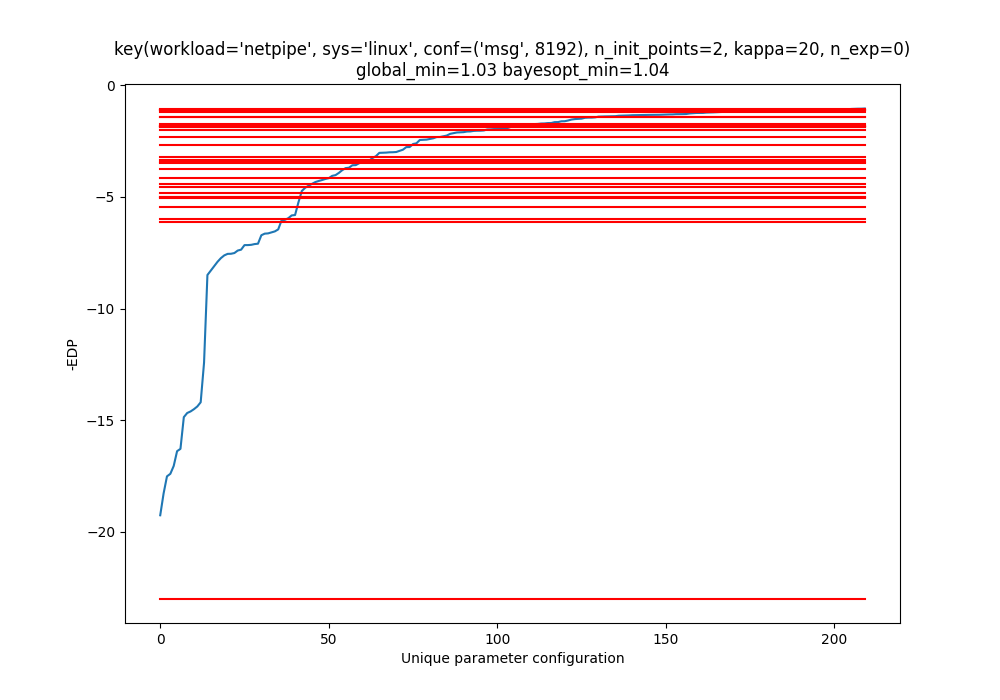 key(workload='netpipe', sys='linux', conf=('msg', 8192), n_init_points=2, kappa=20, n_exp=0)
global_min=1.03 bayesopt_min=1.04
0
−5
−10
−15
−20
-EDP
0 50 100 150 200
Unique parameter configuration